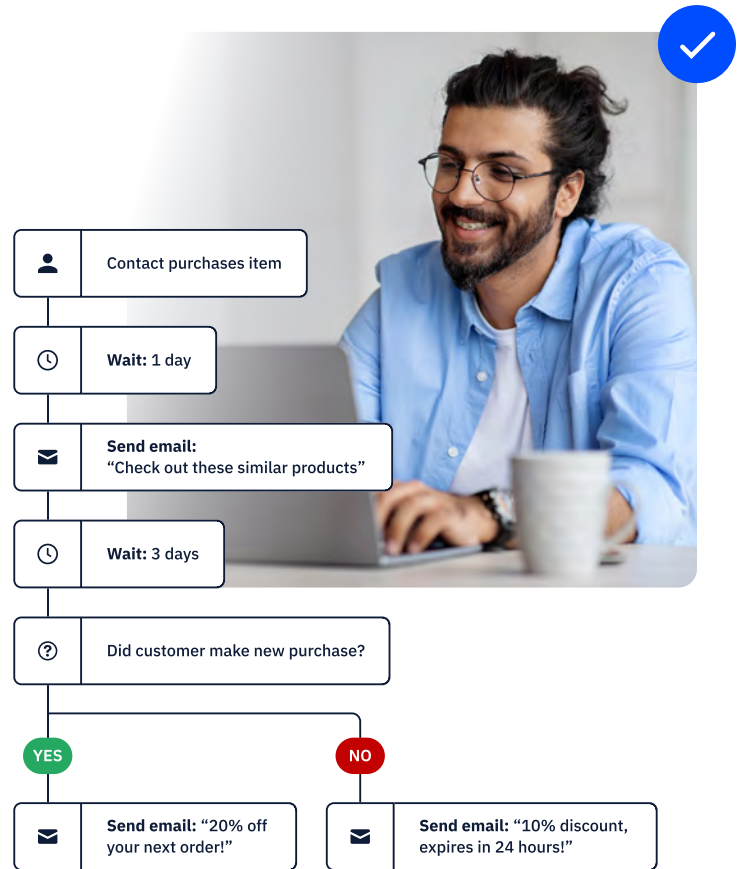 Contact purchases item
Wait: 1 day
Send email:
“Check out these similar products”
Wait: 3 days
Did customer make new purchase?
YES
NO
Send email: “20% off
your next order!”
Send email: “10% discount,
expires in 24 hours!”